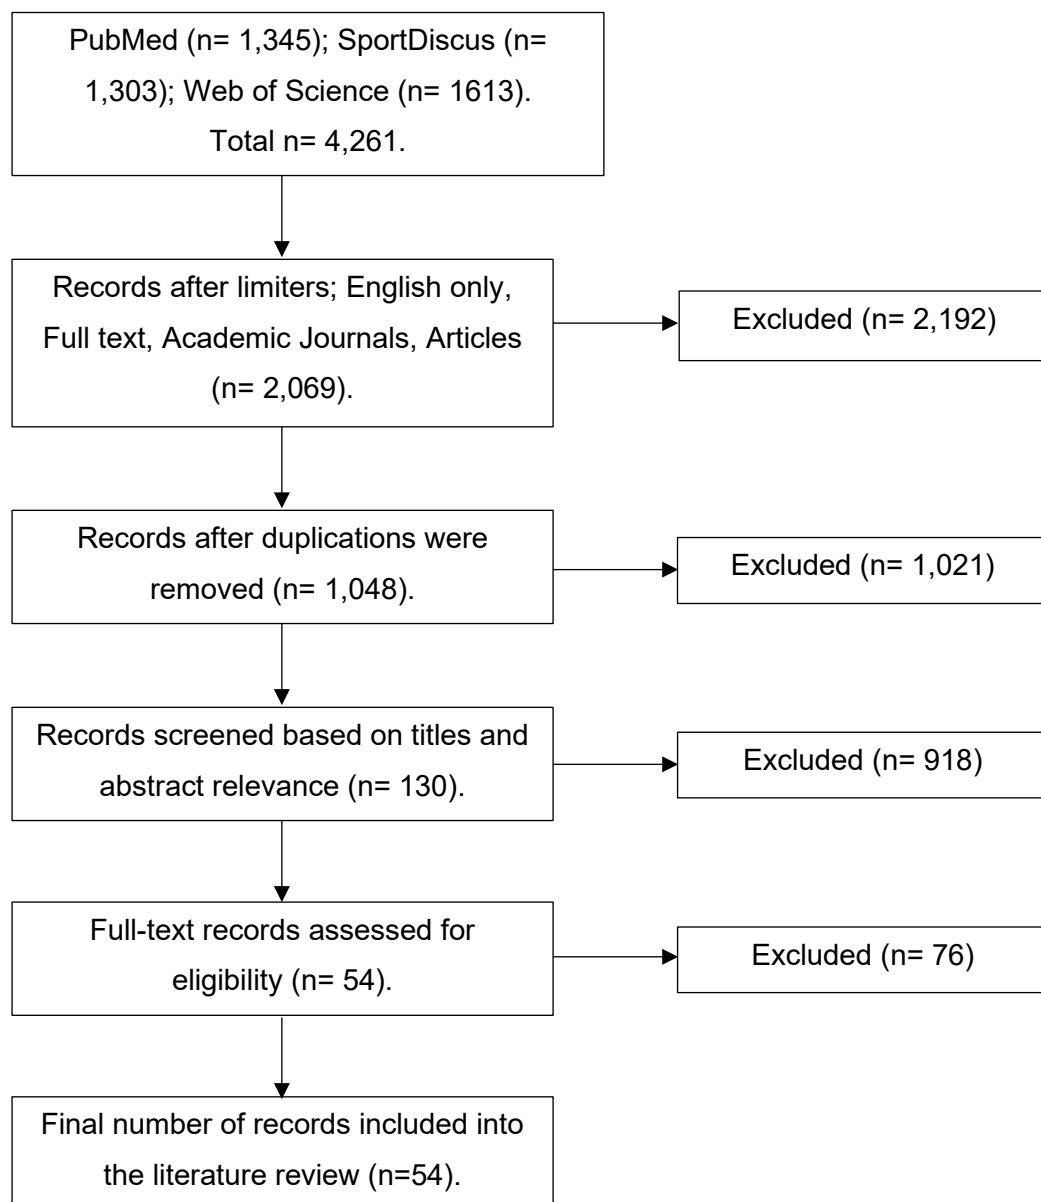 PubMed (n= 1,345); SportDiscus (n=
1,303); Web of Science (n= 1613).
Total n= 4,261.
Records after limiters; English only,
Full text, Academic Journals, Articles
(n= 2,069).
Excluded (n= 2,192)
Records after duplications were
removed (n= 1,048).
Excluded (n= 1,021)
Records screened based on titles and
abstract relevance (n= 130).
Excluded (n= 918)
Full-text records assessed for
eligibility (n= 54).
Excluded (n= 76)
Final number of records included into
the literature review (n=54).